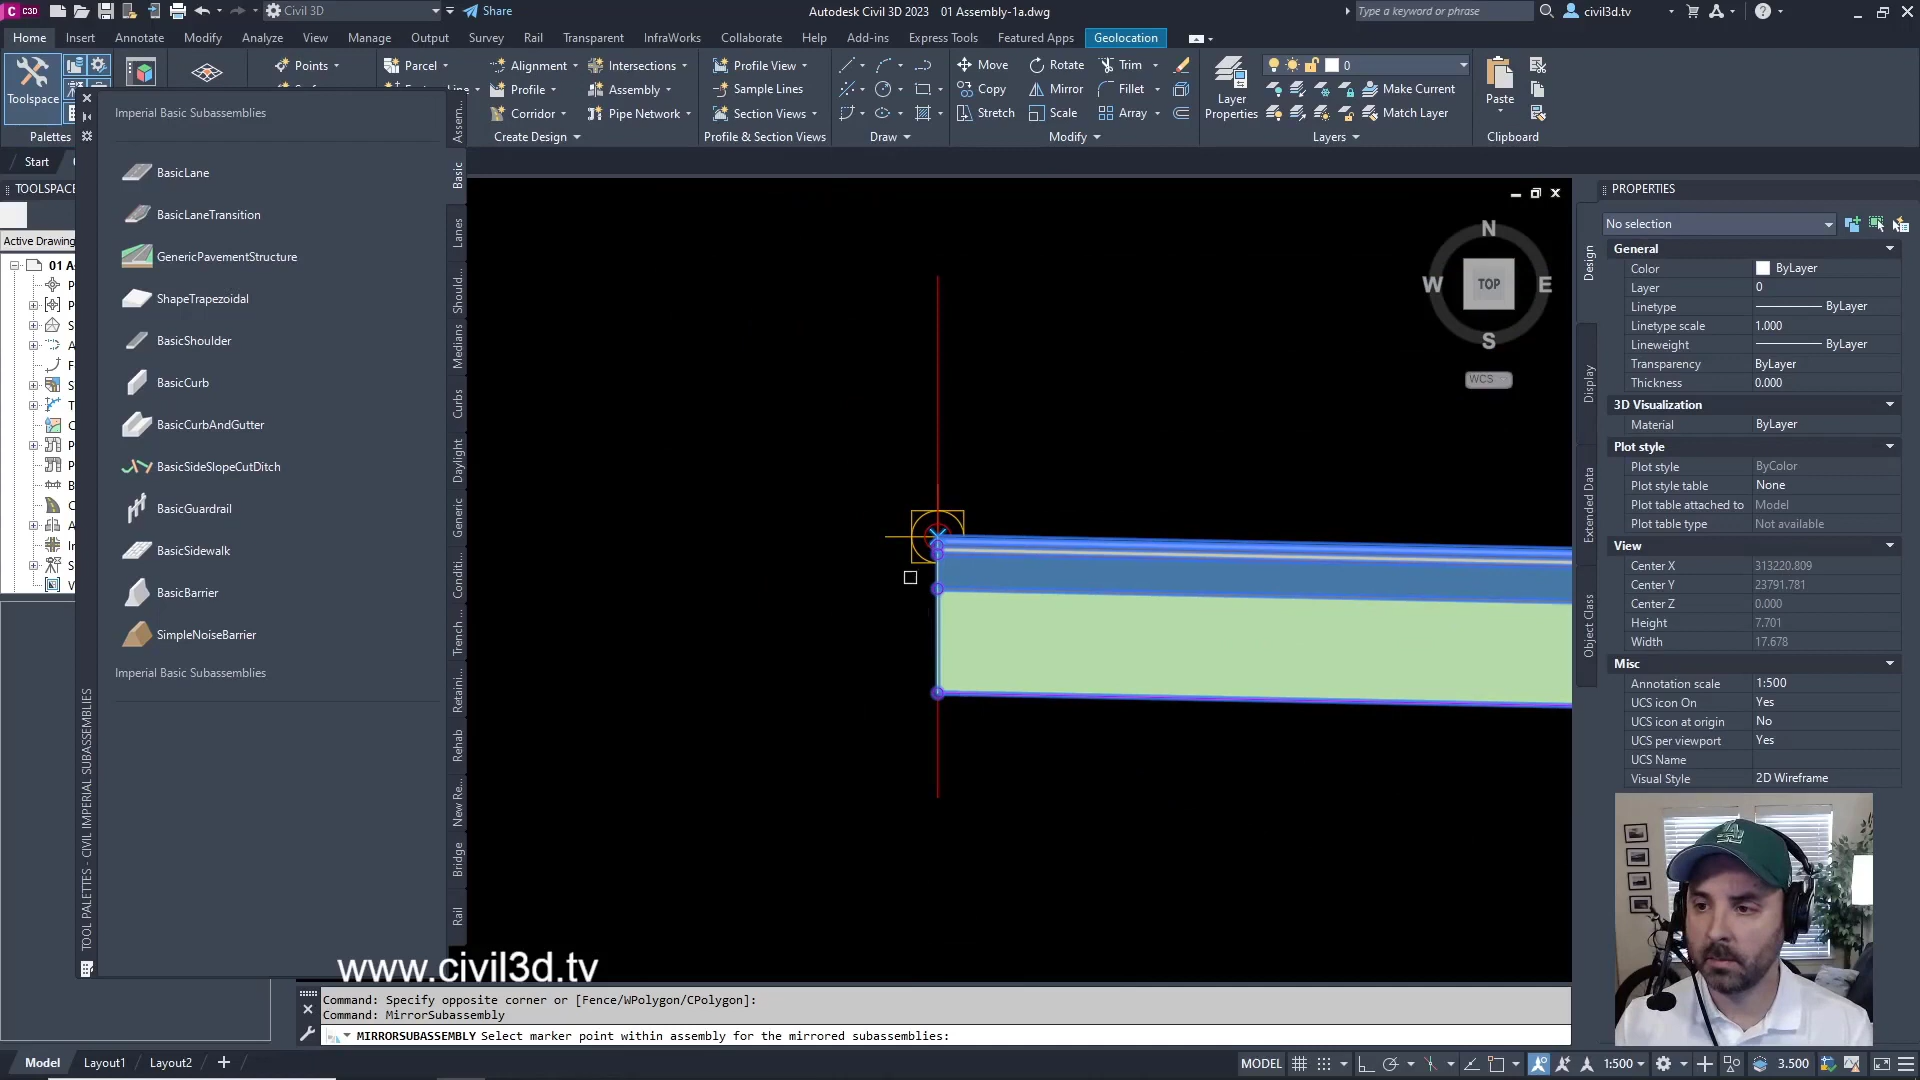 C3D
Civil 3D
Share
Autodesk Civil 3D 2023 01 Assembly-1a.dwg
Type a keyword or phrase
civil3d.tv
Home Insert Annotate Modify Analyze View Manage Output Survey Rail Transparent InfraWorks Collaborate Help Add-ins Express Tools Featured Apps Geolocation
Toolspace
Palettes
Points
Parcel
Alignment
Profile
Corridor
Intersections
Assembly
Pipe Network
Create Design
Profile View
Sample Lines
Section Views
Profile & Section Views
Draw
Move
Copy
Stretch
Rotate
Mirror
Scale
Trim
Fillet
Array
Modify
Layer
Properties
0
Make Current
Match Layer
Layers
Paste
Clipboard
Start
TOOLSPACE
Active Drawing
01 A
Imperial Basic Subassemblies
BasicLane
BasicLaneTransition
GenericPavementStructure
ShapeTrapezoidal
BasicShoulder
BasicCurb
BasicCurbAndGutter
BasicSideSlopeCutDitch
BasicGuardrail
BasicSidewalk
BasicBarrier
SimpleNoiseBarrier
Imperial Basic Subassemblies
TOOL PALETTES - CIVIL IMPERIAL SUBASSEMBLIES
Assem...
Basic
Lanes
Should...
Medians
Curbs
Daylight
Generic
Conditi...
Trench ...
Retaini...
Rehab
New Re...
Bridge
Rail
N
W TOP E
S
WCS
PROPERTIES
No selection
Design
Display
Extended Data
Object Class
General
Color ByLayer
Layer 0
Linetype ByLayer
Linetype scale 1.000
Lineweight ByLayer
Transparency ByLayer
Thickness 0.000
3D Visualization
Material ByLayer
Plot style
Plot style ByColor
Plot style table None
Plot table attached to Model
Plot table type Not available
View
Center X 313220.809
Center Y 23791.781
Center Z 0.000
Height 7.701
Width 17.678
Misc
Annotation scale 1:500
UCS icon On Yes
UCS icon at origin No
UCS per viewport Yes
UCS Name
Visual Style 2D Wireframe
www.civil3d.tv
Command: Specify opposite corner or [Fence/WPolygon/CPolygon]:
Command: MirrorSubassembly
MIRRORSUBASSEMBLY Select marker point within assembly for the mirrored subassemblies:
Model Layout1 Layout2 +
MODEL
1:500
3.500